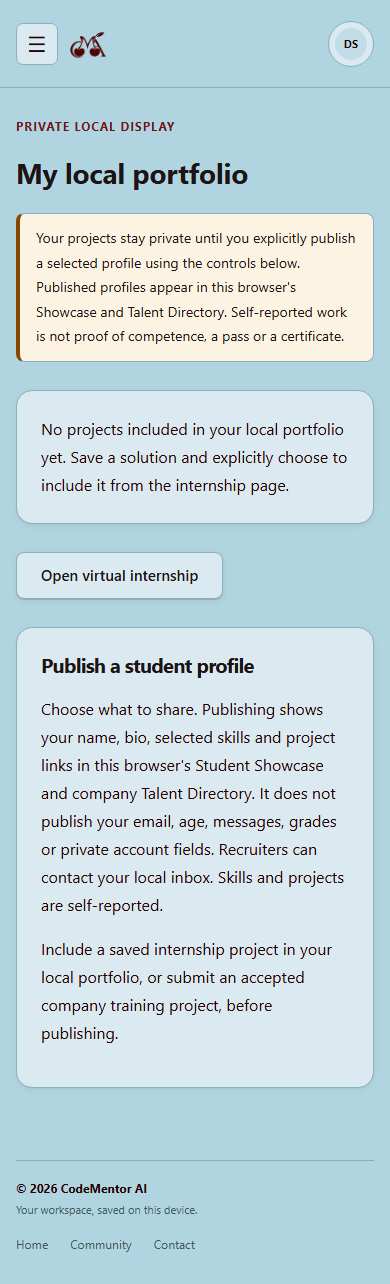 DS
PRIVATE LOCAL DISPLAY
My local portfolio
Your projects stay private until you explicitly publish
a selected profile using the controls below.
Published profiles appear in this browser's
Showcase and Talent Directory. Self-reported work
is not proof of competence, a pass or a certificate.
No projects included in your local portfolio
yet. Save a solution and explicitly choose to
include it from the internship page.
Open virtual internship
Publish a student profile
Choose what to share. Publishing shows
your name, bio, selected skills and project
links in this browser's Student Showcase
and company Talent Directory. It does not
publish your email, age, messages, grades
or private account fields. Recruiters can
contact your local inbox. Skills and projects
are self-reported.
Include a saved internship project in your
local portfolio, or submit an accepted
company training project, before
publishing.
© 2026 CodeMentor AI
Your workspace, saved on this device.
Home Community Contact